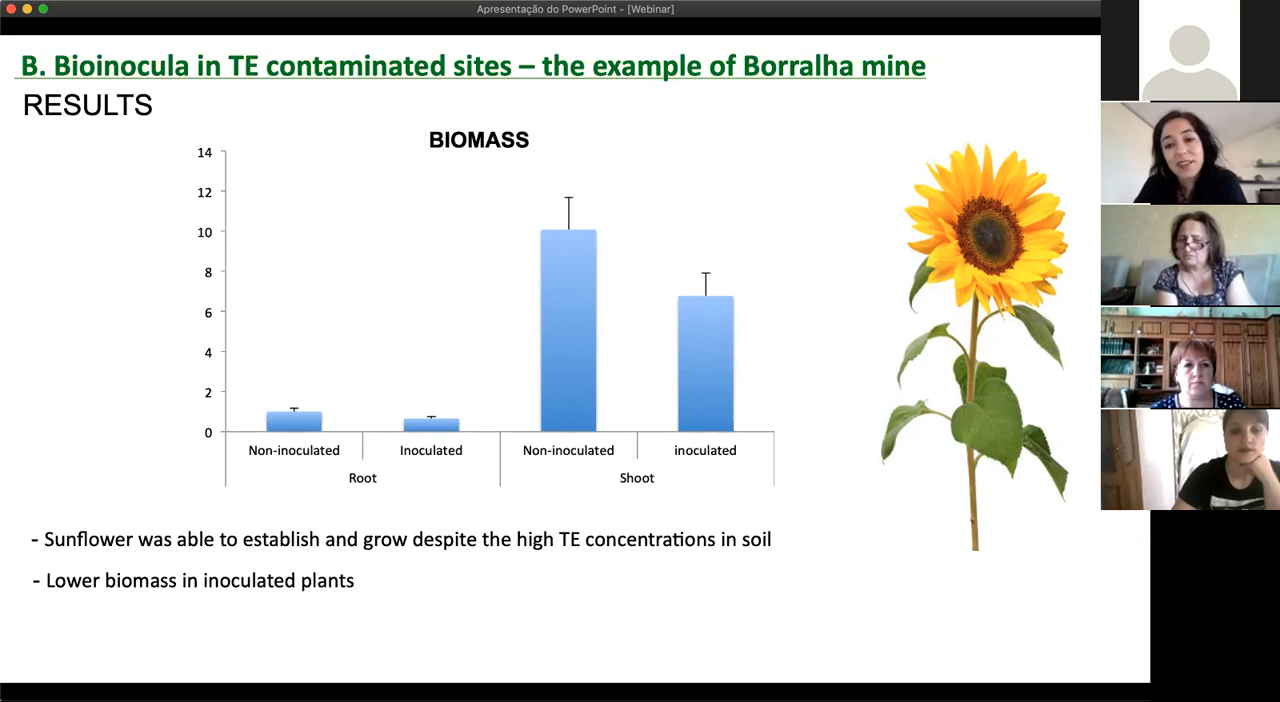 Apresentação do PowerPoint - [Webinar]
B. Bioinocula in TE contaminated sites – the example of Borralha mine
RESULTS
BIOMASS
14
12
10
8
6
4
2
0
Non-inoculated Inoculated Non-inoculated inoculated
Root Shoot
- Sunflower was able to establish and grow despite the high TE concentrations in soil
- Lower biomass in inoculated plants